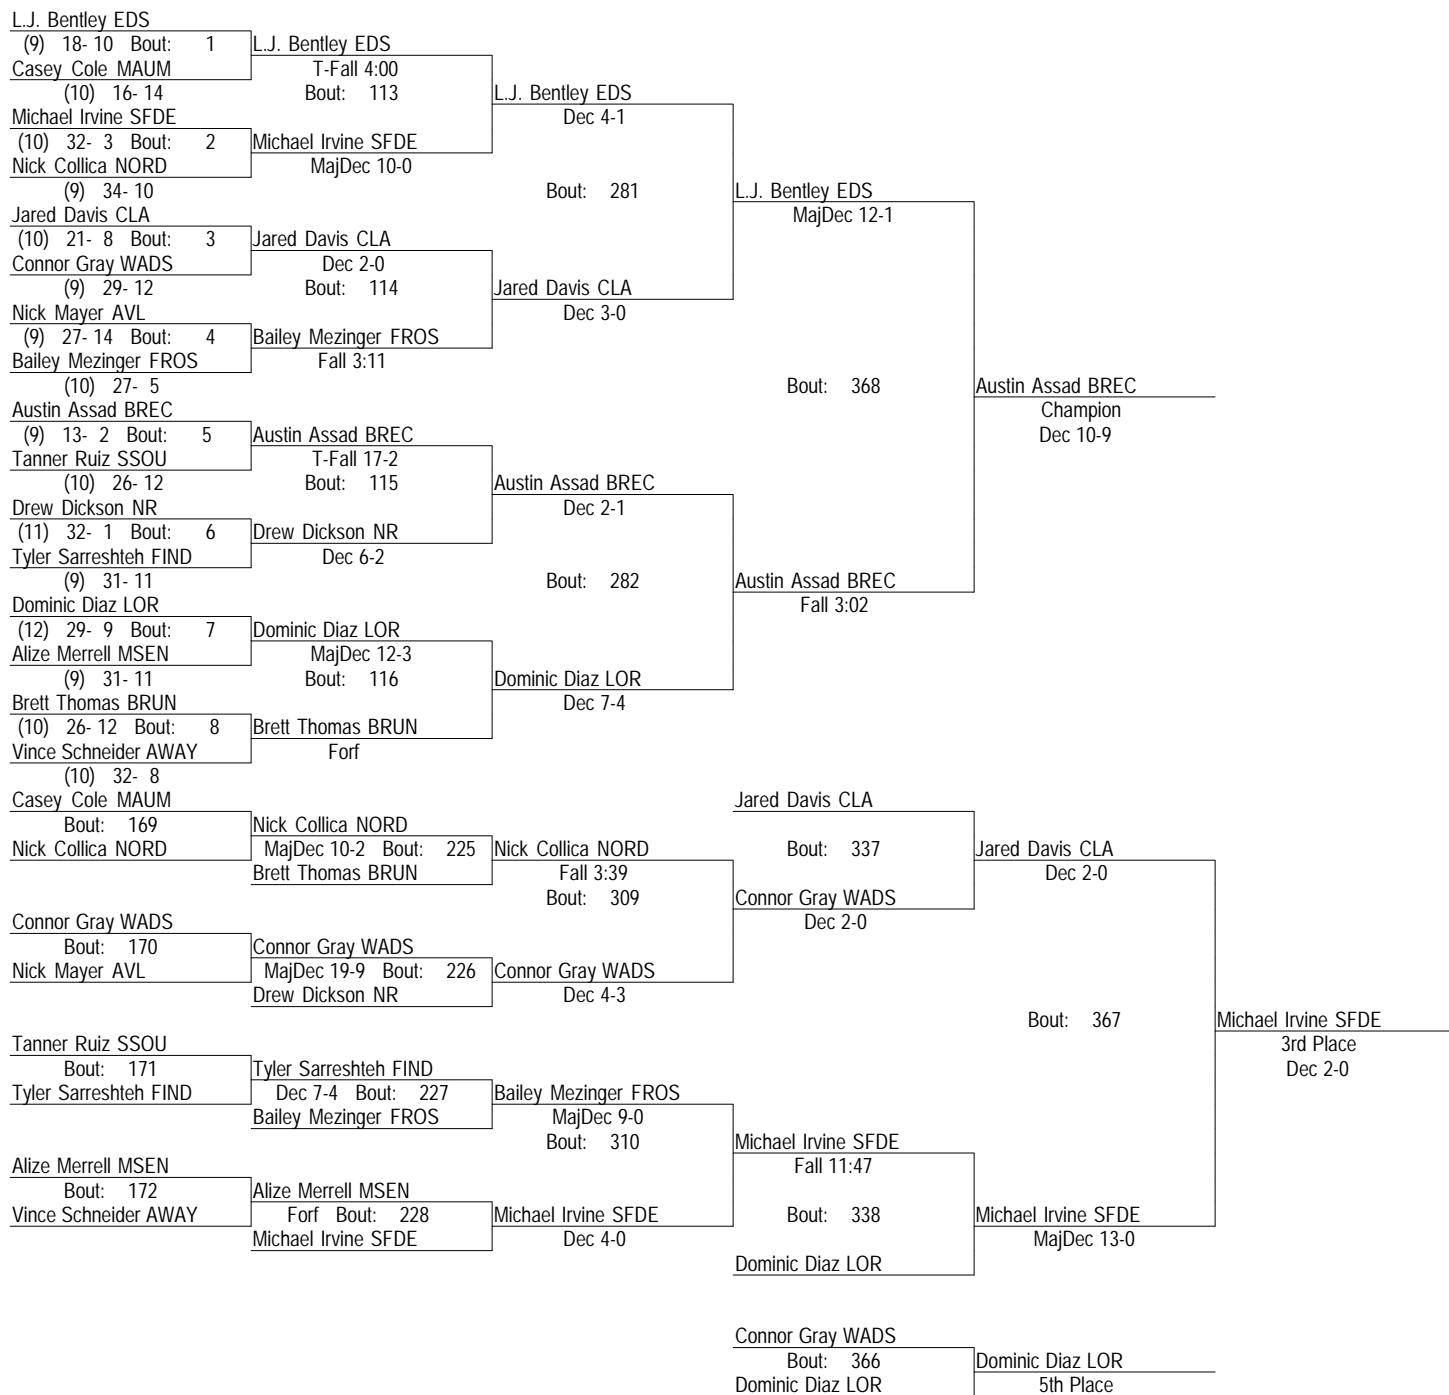 L.J. Bentley EDS
(9) 18- 10 Bout: 1 L.J. Bentley EDS
Casey Cole MAUM T-Fall 4:00
(10) 16- 14 Bout: 113 L.J. Bentley EDS
Michael Irvine SFDE Dec 4-1
(10) 32- 3 Bout: 2 Michael Irvine SFDE
Nick Collica NORD MajDec 10-0
(9) 34- 10 Bout: 281 L.J. Bentley EDS
Jared Davis CLA MajDec 12-1
(10) 21- 8 Bout: 3 Jared Davis CLA
Connor Gray WADS Dec 2-0
(9) 29- 12 Bout: 114 Jared Davis CLA
Nick Mayer AVL Dec 3-0
(9) 27- 14 Bout: 4 Bailey Mezinger FROS
Bailey Mezinger FROS Fall 3:11
(10) 27- 5 Bout: 368 Austin Assad BREC
Austin Assad BREC Champion
(9) 13- 2 Bout: 5 Austin Assad BREC Dec 10-9
Tanner Ruiz SSOU T-Fall 17-2
(10) 26- 12 Bout: 115 Austin Assad BREC
Drew Dickson NR Dec 2-1
(11) 32- 1 Bout: 6 Drew Dickson NR
Tyler Sarreshteh FIND Dec 6-2
(9) 31- 11 Bout: 282 Austin Assad BREC
Dominic Diaz LOR Fall 3:02
(12) 29- 9 Bout: 7 Dominic Diaz LOR
Alize Merrell MSEN MajDec 12-3
(9) 31- 11 Bout: 116 Dominic Diaz LOR
Brett Thomas BRUN Dec 7-4
(10) 26- 12 Bout: 8 Brett Thomas BRUN
Vince Schneider AWAY Forf
(10) 32- 8
Casey Cole MAUM Jared Davis CLA
Bout: 169 Nick Collica NORD
Nick Collica NORD MajDec 10-2 Bout: 225 Nick Collica NORD Bout: 337 Jared Davis CLA
Brett Thomas BRUN Fall 3:39 Dec 2-0
Bout: 309 Connor Gray WADS
Connor Gray WADS Dec 2-0
Bout: 170 Connor Gray WADS
Nick Mayer AVL MajDec 19-9 Bout: 226 Connor Gray WADS
Drew Dickson NR Dec 4-3
Bout: 367 Michael Irvine SFDE
Tanner Ruiz SSOU 3rd Place
Bout: 171 Tyler Sarreshteh FIND Dec 2-0
Tyler Sarreshteh FIND Dec 7-4 Bout: 227 Bailey Mezinger FROS
Bailey Mezinger FROS MajDec 9-0
Bout: 310 Michael Irvine SFDE
Alize Merrell MSEN Fall 11:47
Bout: 172 Alize Merrell MSEN
Vince Schneider AWAY Forf Bout: 228 Michael Irvine SFDE Bout: 338 Michael Irvine SFDE
Michael Irvine SFDE Dec 4-0 MajDec 13-0
Dominic Diaz LOR
Connor Gray WADS
Bout: 366 Dominic Diaz LOR
Dominic Diaz LOR 5th Place